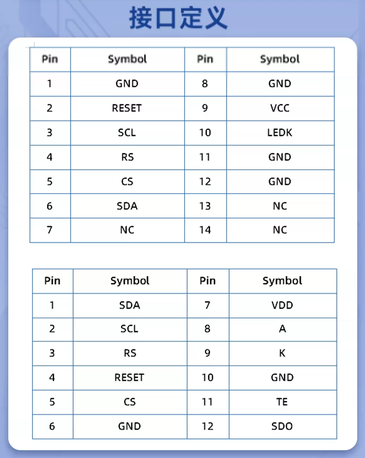 接口定义
Pin Symbol Pin Symbol
1 GND 8 GND
2 RESET 9 VCC
3 SCL 10 LEDK
4 RS 11 GND
5 CS 12 GND
6 SDA 13 NC
7 NC 14 NC
Pin Symbol Pin Symbol
1 SDA 7 VDD
2 SCL 8 A
3 RS 9 K
4 RESET 10 GND
5 CS 11 TE
6 GND 12 SDO